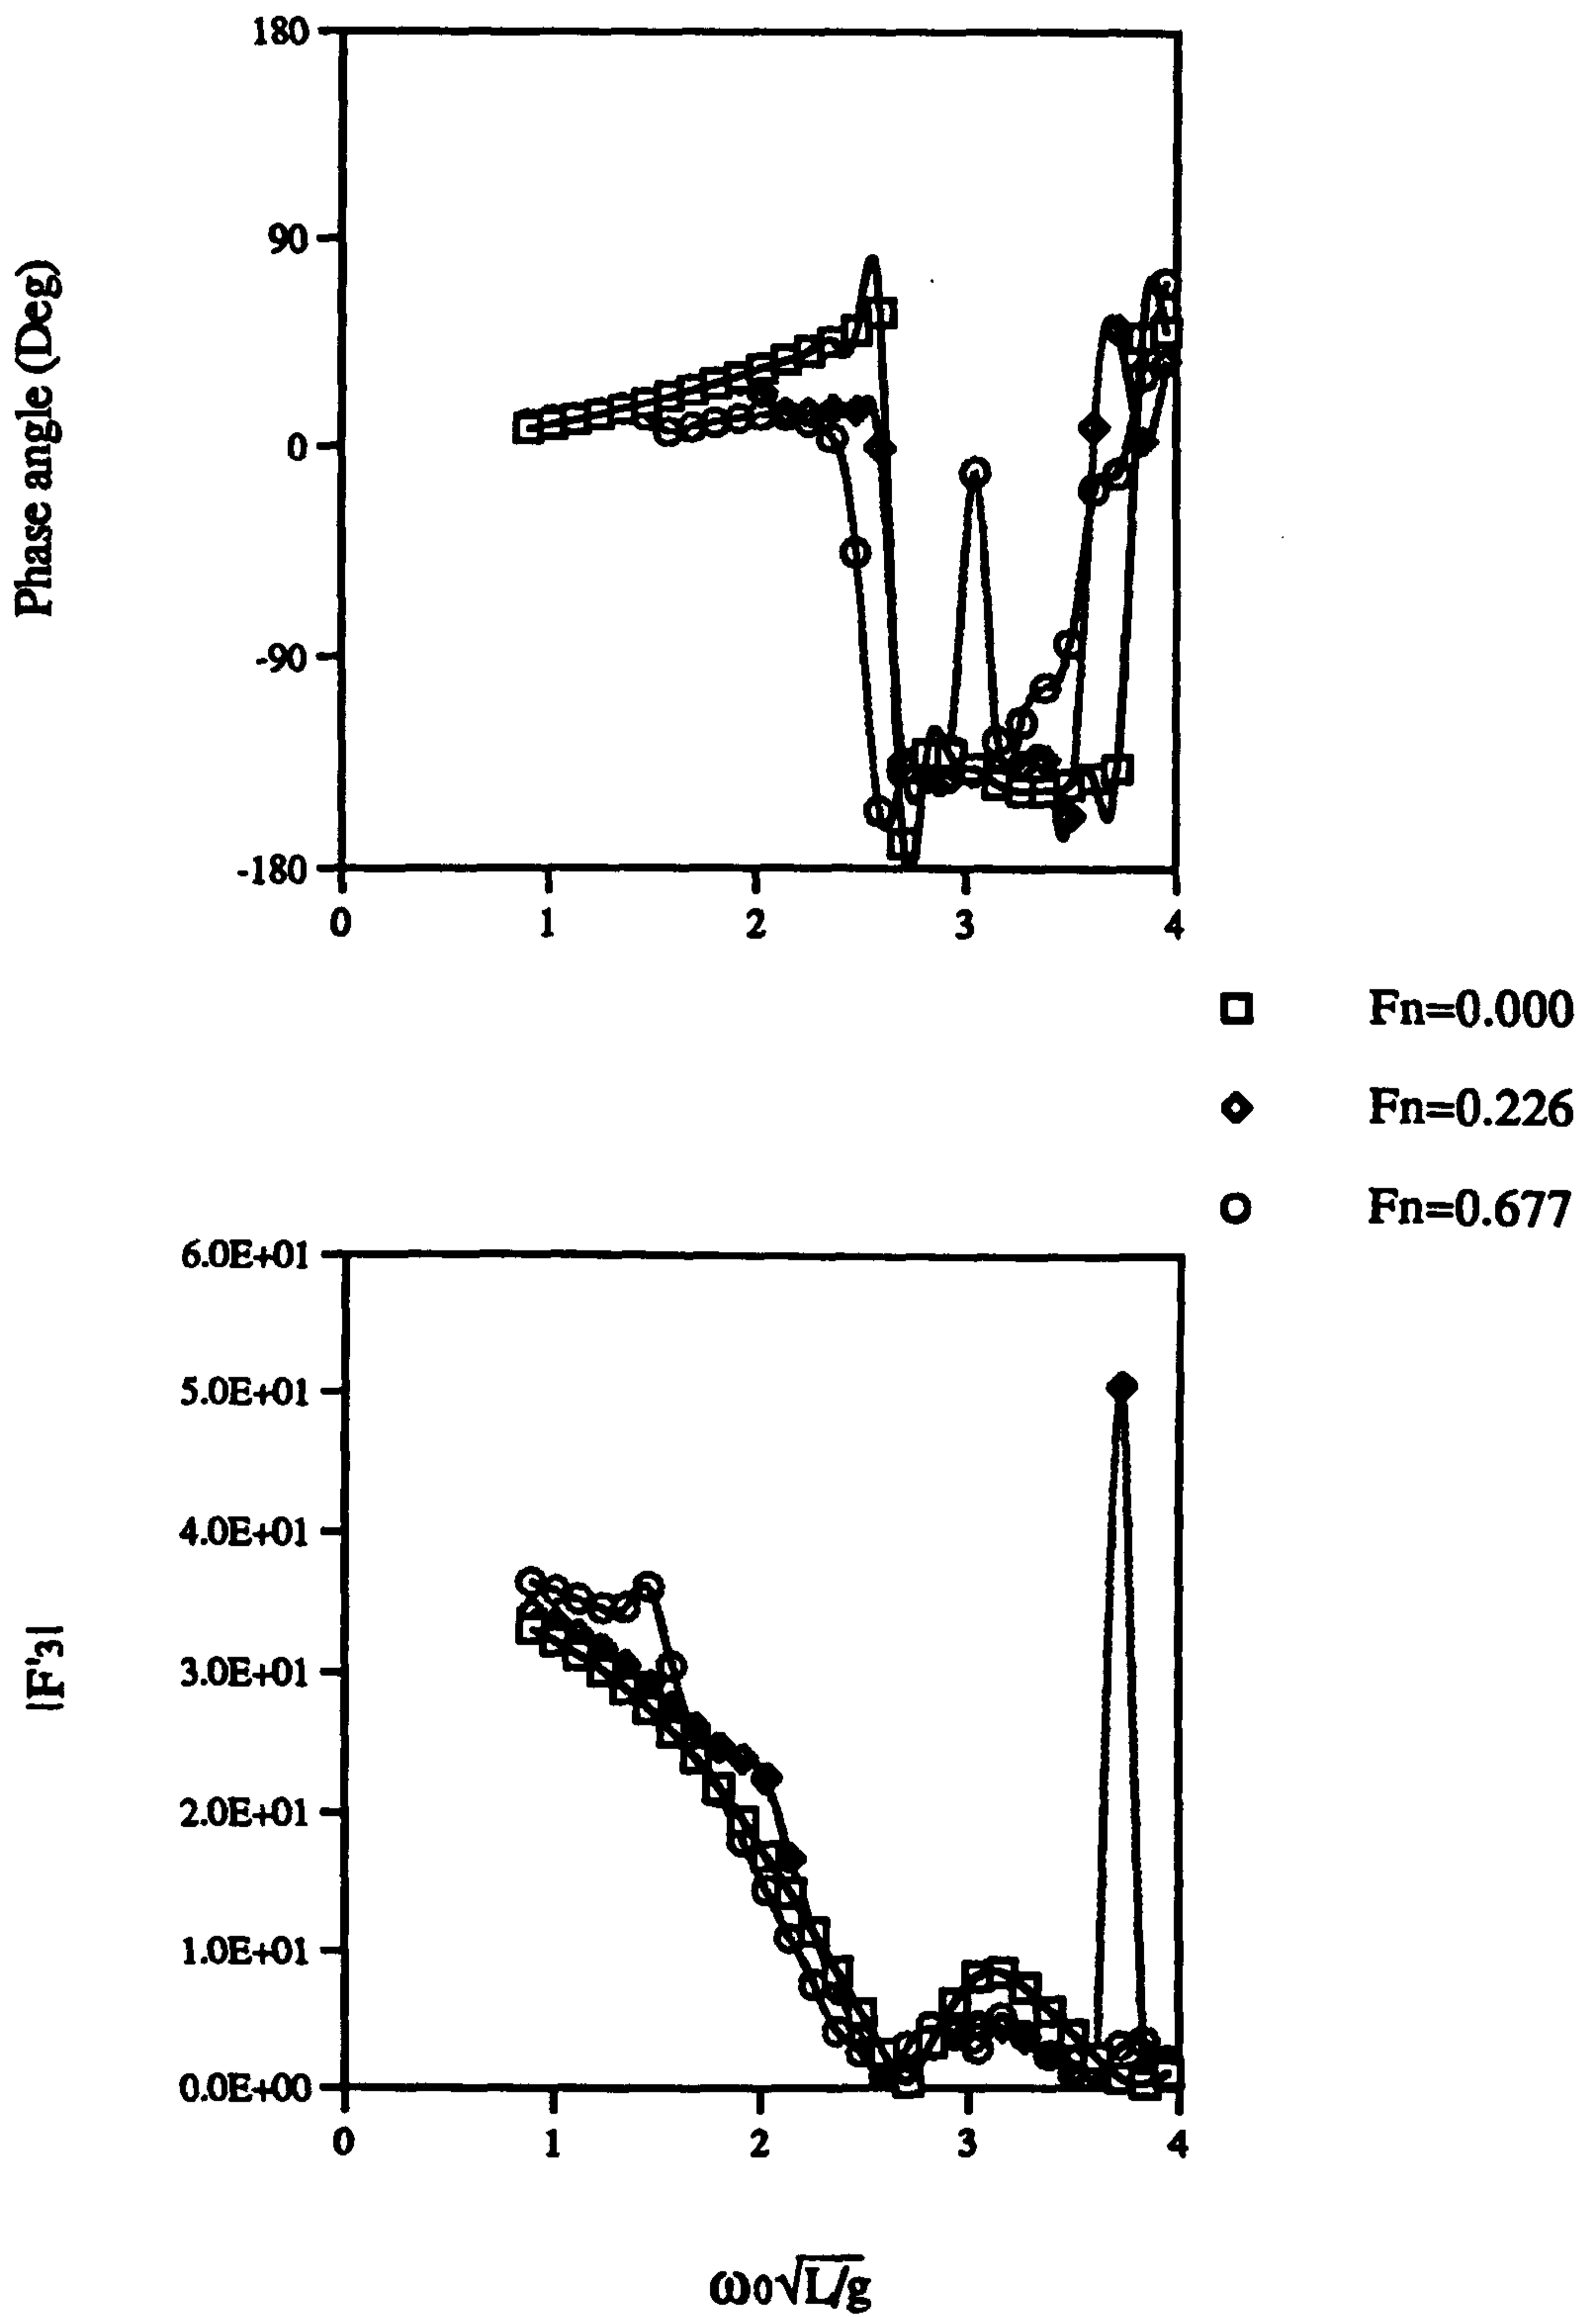 180
90
0
-90
-180
Phase angle (Deg)
0 1 2 3 4
Fn=0.000
Fn=0.226
Fn=0.677
6.0E+01
5.0E+01
4.0E+01
3.0E+01
2.0E+01
1.0E+01
0.0E+00
|F'3|
0 1 2 3 4
ω0√L/g